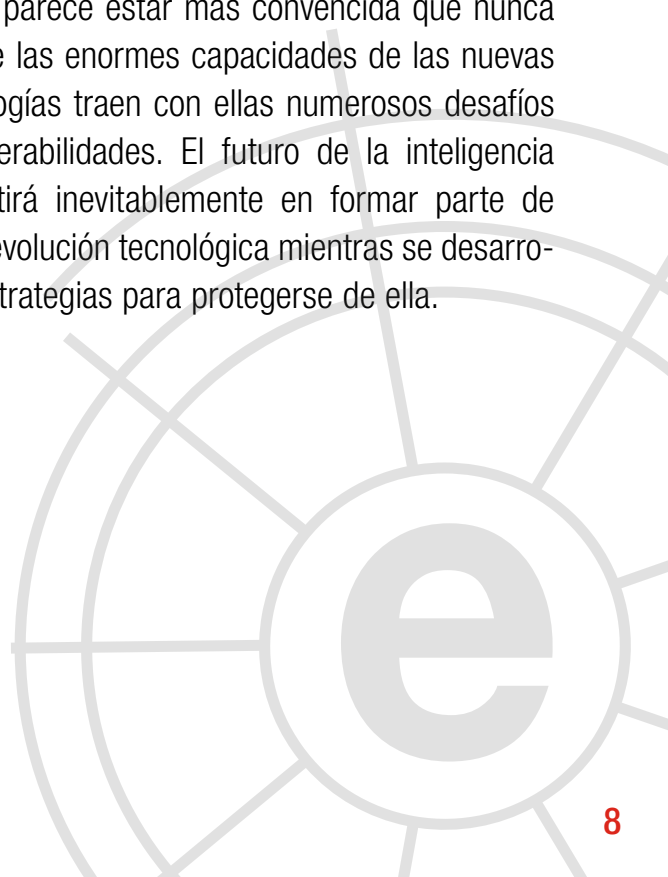 parece estar más convencida que nunca
e las enormes capacidades de las nuevas
ogías traen con ellas numerosos desafíos
erabilidades. El futuro de la inteligencia
tirá inevitablemente en formar parte de
evolución tecnológica mientras se desarro-
trategias para protegerse de ella.
e
8